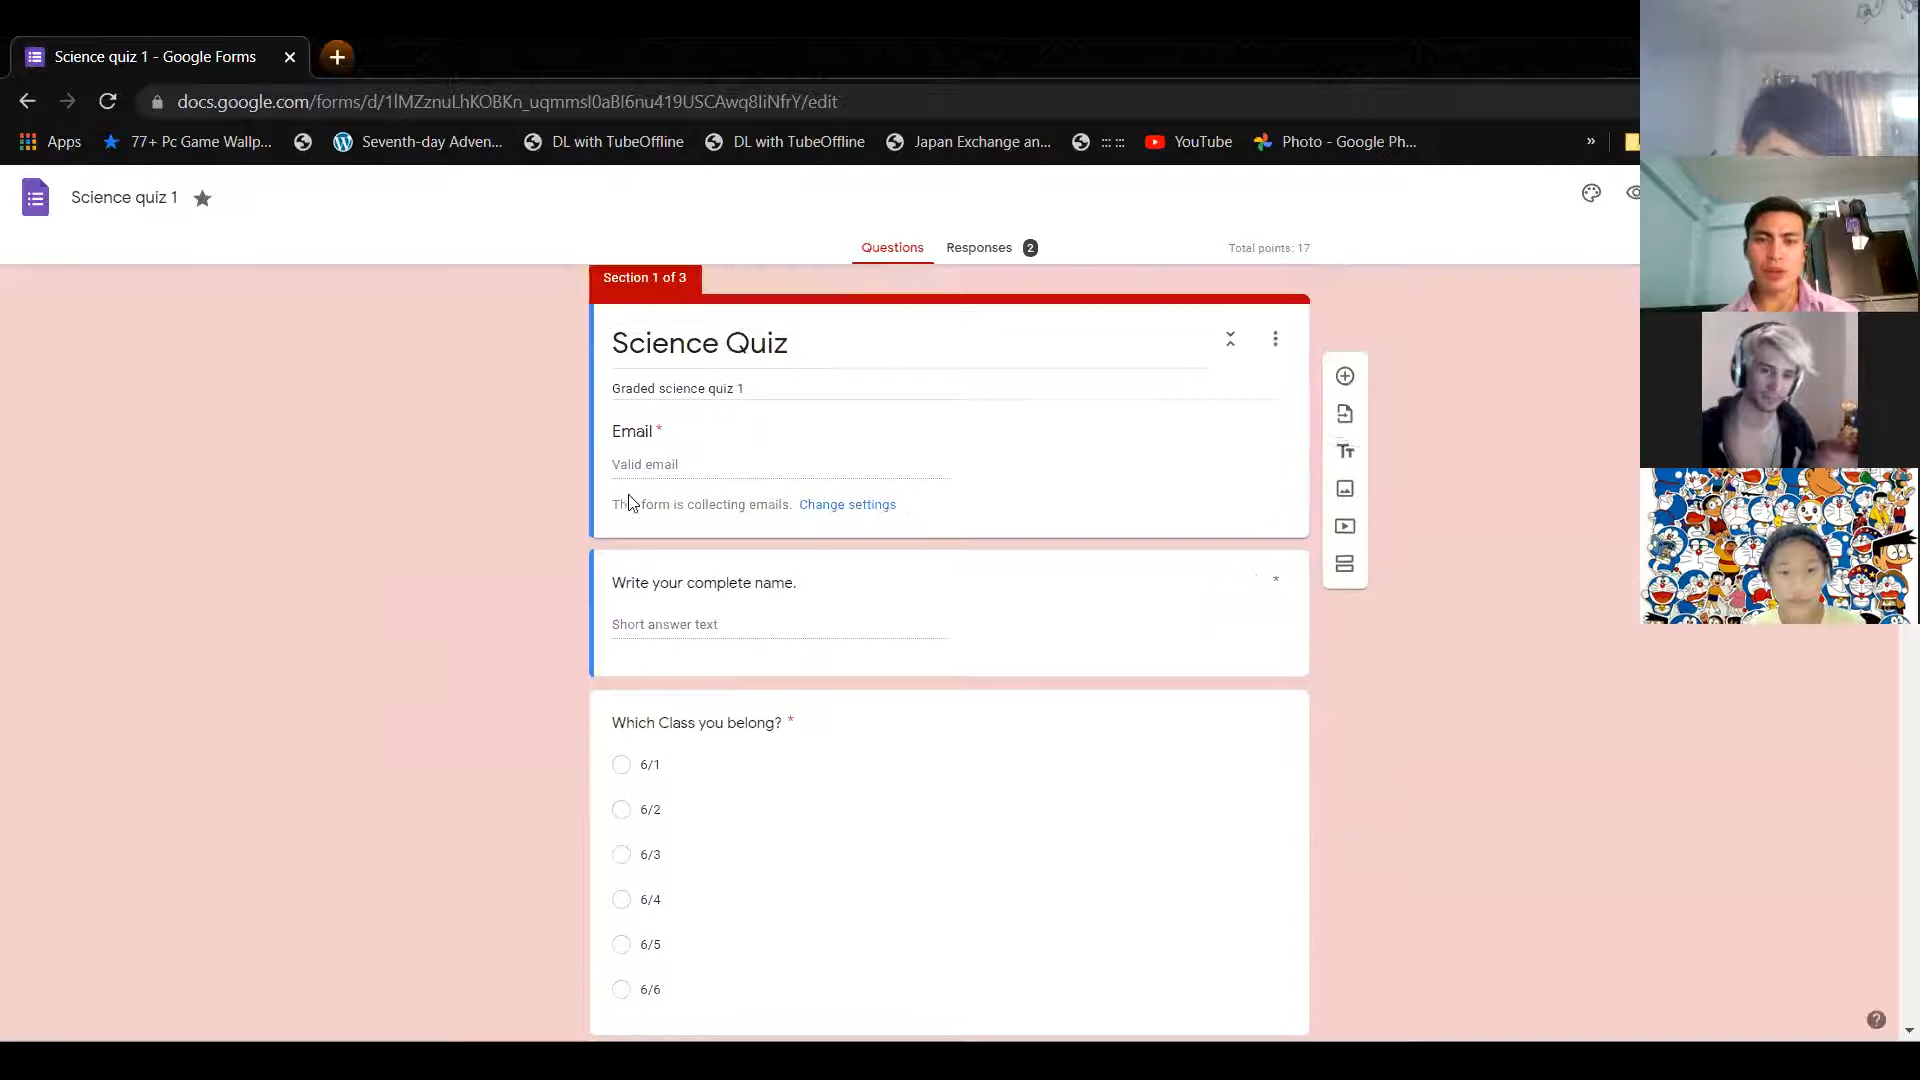 Science quiz 1 - Google Forms
docs.google.com/forms/d/1lMZznuLhKOBKn_uqmmsI0aBl6nu419USCAwq8IiNfrY/edit
Apps 77+ Pc Game Wallp... Seventh-day Adven... DL with TubeOffline DL with TubeOffline Japan Exchange an... ::: ::: YouTube Photo - Google Ph... »
Science quiz 1
Questions Responses 2 Total points: 17
Section 1 of 3
Science Quiz
Graded science quiz 1
Email *
Valid email
form is collecting emails. Change settings
Write your complete name. *
Short answer text
Which Class you belong? *
6/1
6/2
6/3
6/4
6/5
6/6